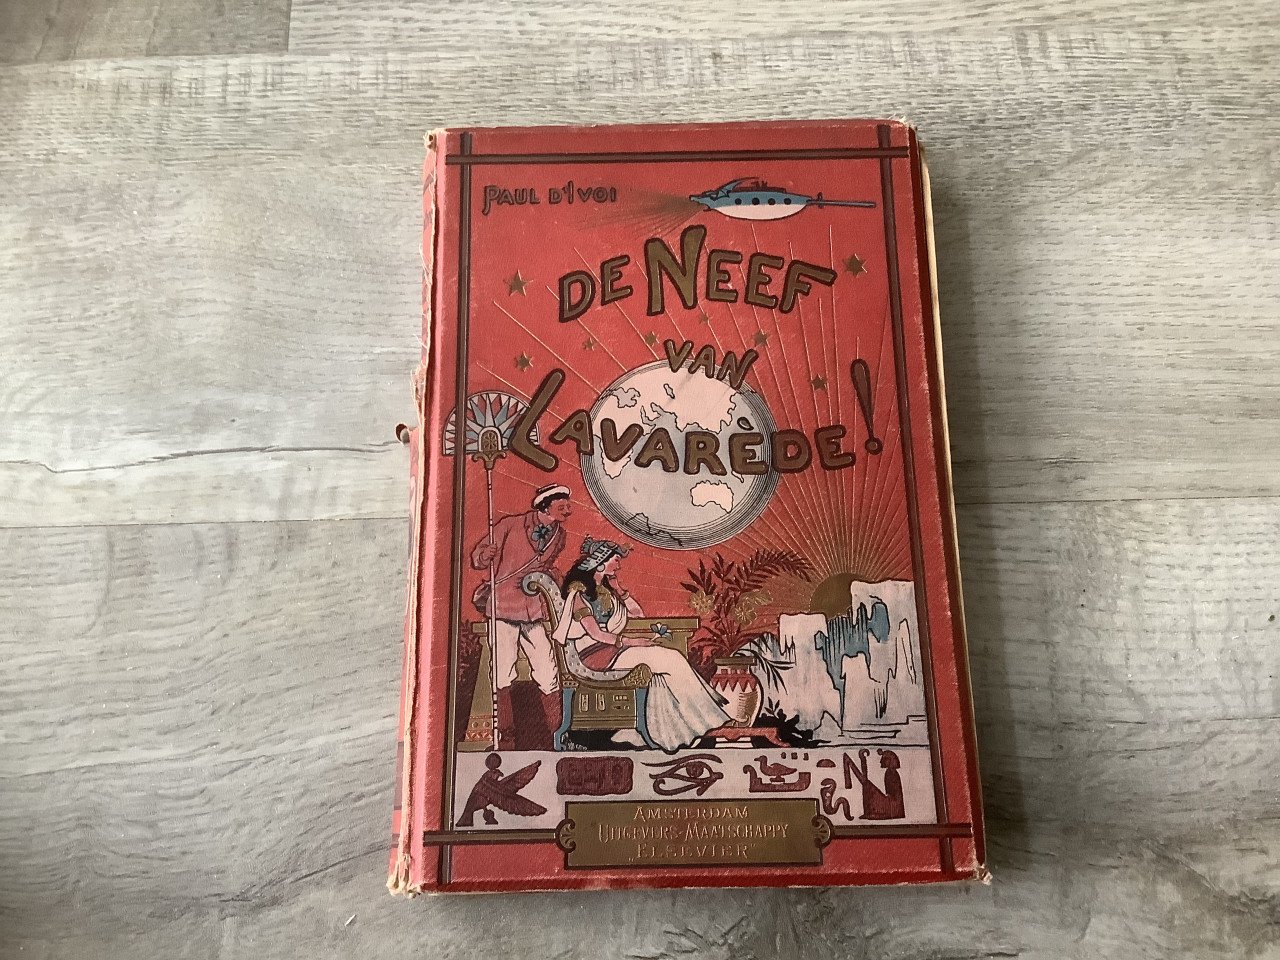 PAUL D'IVOI
DE NEEF
VAN
LAVARÈDE!
AMSTERDAM
UITGEVERS-MAATSCHAPPY
„ELSEVIER”